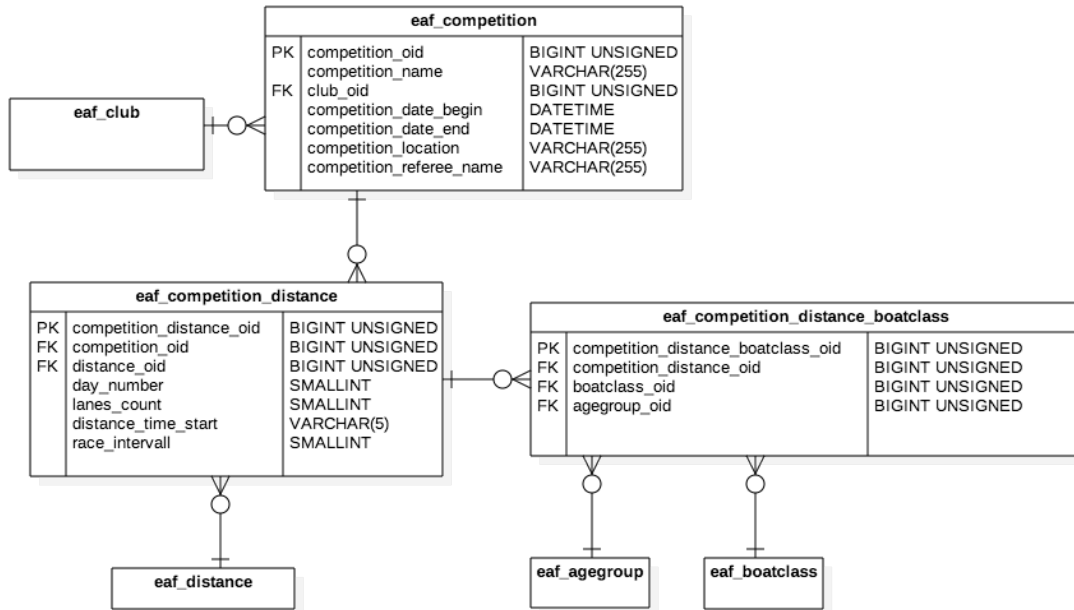 eaf_competition
PK competition_oid BIGINT UNSIGNED
competition_name VARCHAR(255)
FK club_oid BIGINT UNSIGNED
competition_date_begin DATETIME
competition_date_end DATETIME
competition_location VARCHAR(255)
competition_referee_name VARCHAR(255)
eaf_club
eaf_competition_distance
PK competition_distance_oid BIGINT UNSIGNED
FK competition_oid BIGINT UNSIGNED
FK distance_oid BIGINT UNSIGNED
day_number SMALLINT
lanes_count SMALLINT
distance_time_start VARCHAR(5)
race_intervall SMALLINT
eaf_competition_distance_boatclass
PK competition_distance_boatclass_oid BIGINT UNSIGNED
FK competition_distance_oid BIGINT UNSIGNED
FK boatclass_oid BIGINT UNSIGNED
FK agegroup_oid BIGINT UNSIGNED
eaf_distance
eaf_agegroup
eaf_boatclass